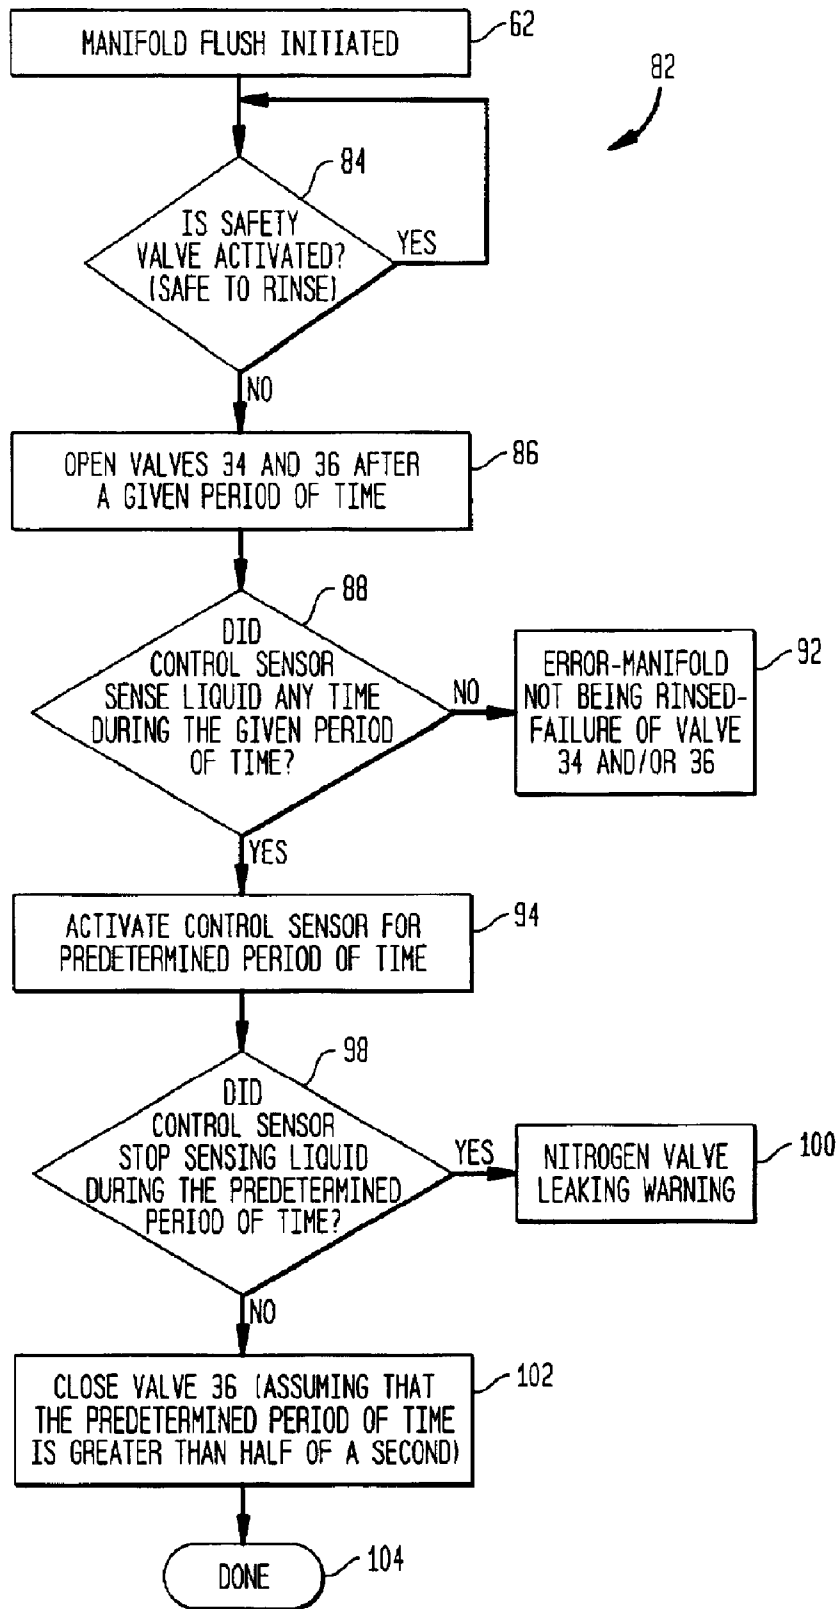 MANIFOLD FLUSH INITIATED
62
82
84
IS SAFETY
VALVE ACTIVATED?
(SAFE TO RINSE)
YES
NO
OPEN VALVES 34 AND 36 AFTER
A GIVEN PERIOD OF TIME
86
88
DID
CONTROL SENSOR
SENSE LIQUID ANY TIME
DURING THE GIVEN PERIOD
OF TIME?
NO
ERROR-MANIFOLD
NOT BEING RINSED-
FAILURE OF VALVE
34 AND/OR 36
92
YES
ACTIVATE CONTROL SENSOR FOR
PREDETERMINED PERIOD OF TIME
94
98
DID
CONTROL SENSOR
STOP SENSING LIQUID
DURING THE PREDETERMINED
PERIOD OF TIME?
YES
NITROGEN VALVE
LEAKING WARNING
100
NO
CLOSE VALVE 36 (ASSUMING THAT
THE PREDETERMINED PERIOD OF TIME
IS GREATER THAN HALF OF A SECOND)
102
DONE
104